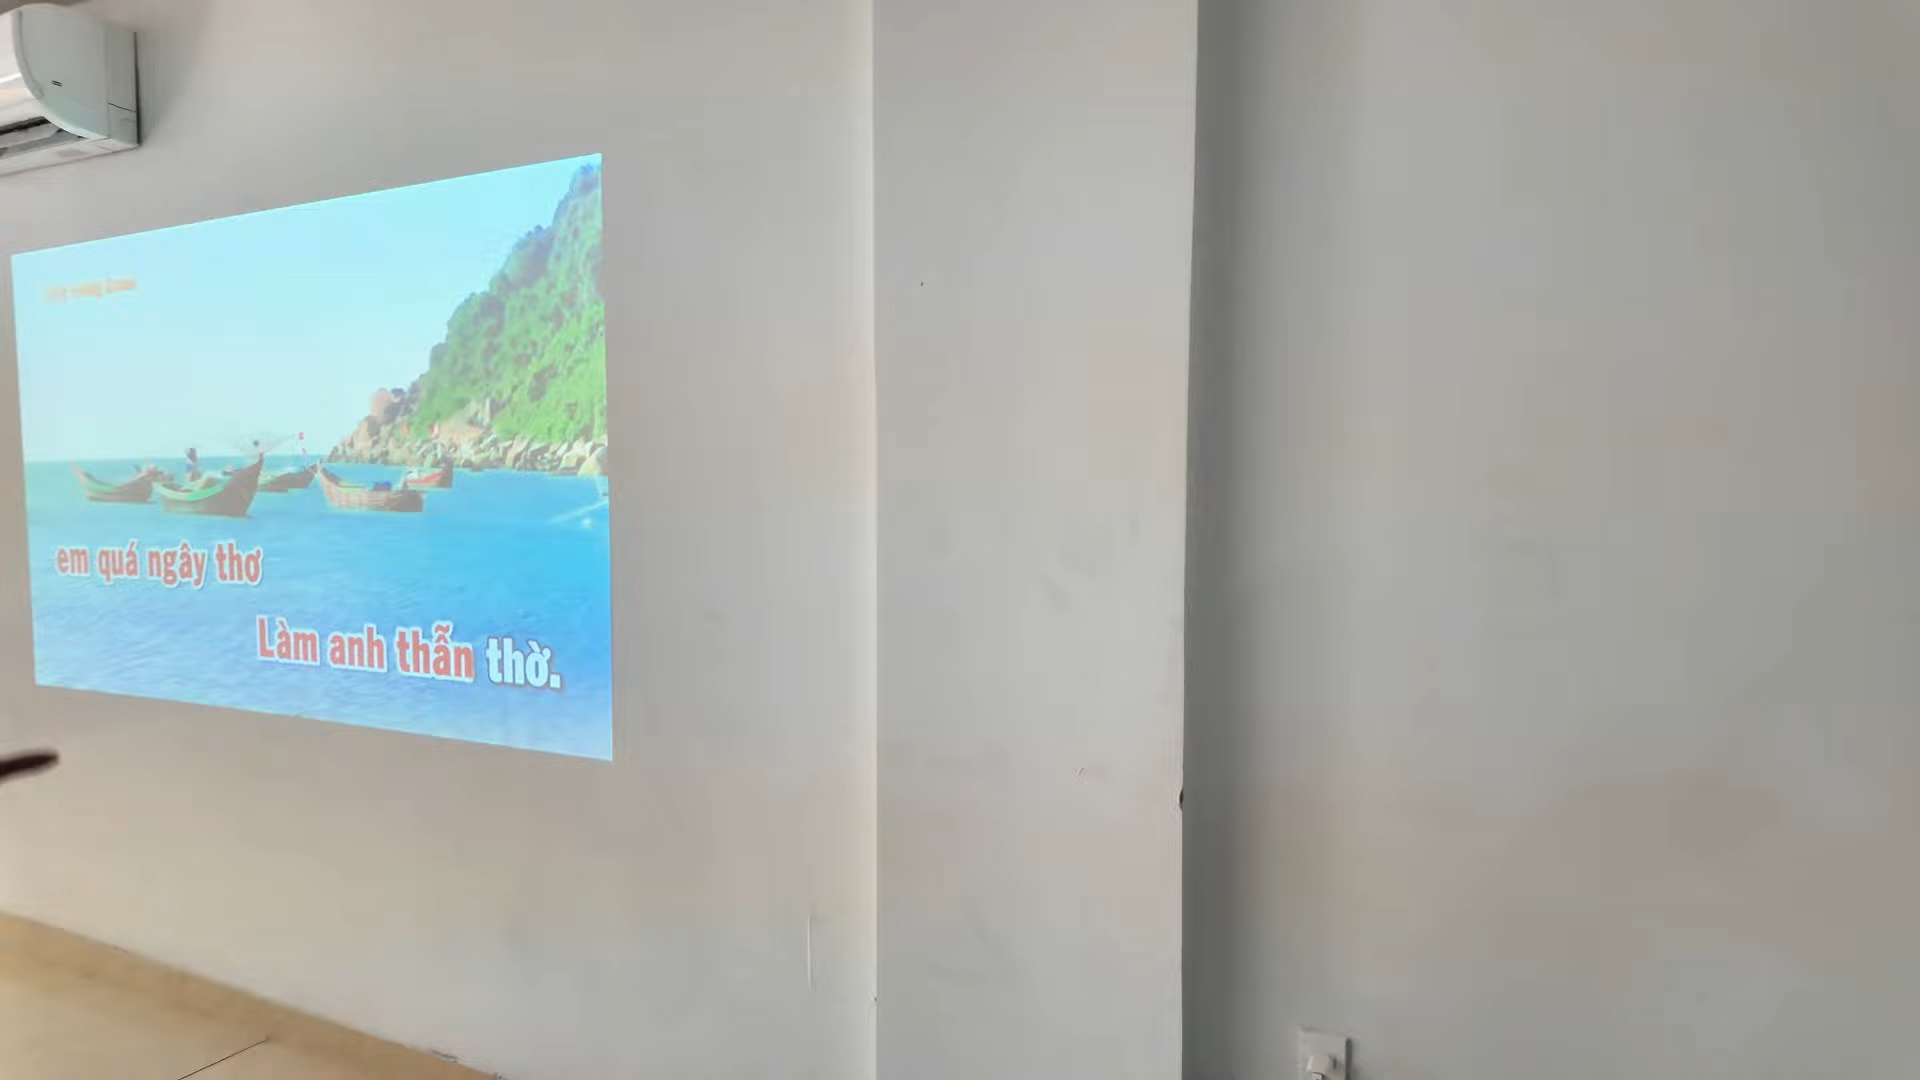 em quá ngây thơ
Làm anh thẫn thờ.